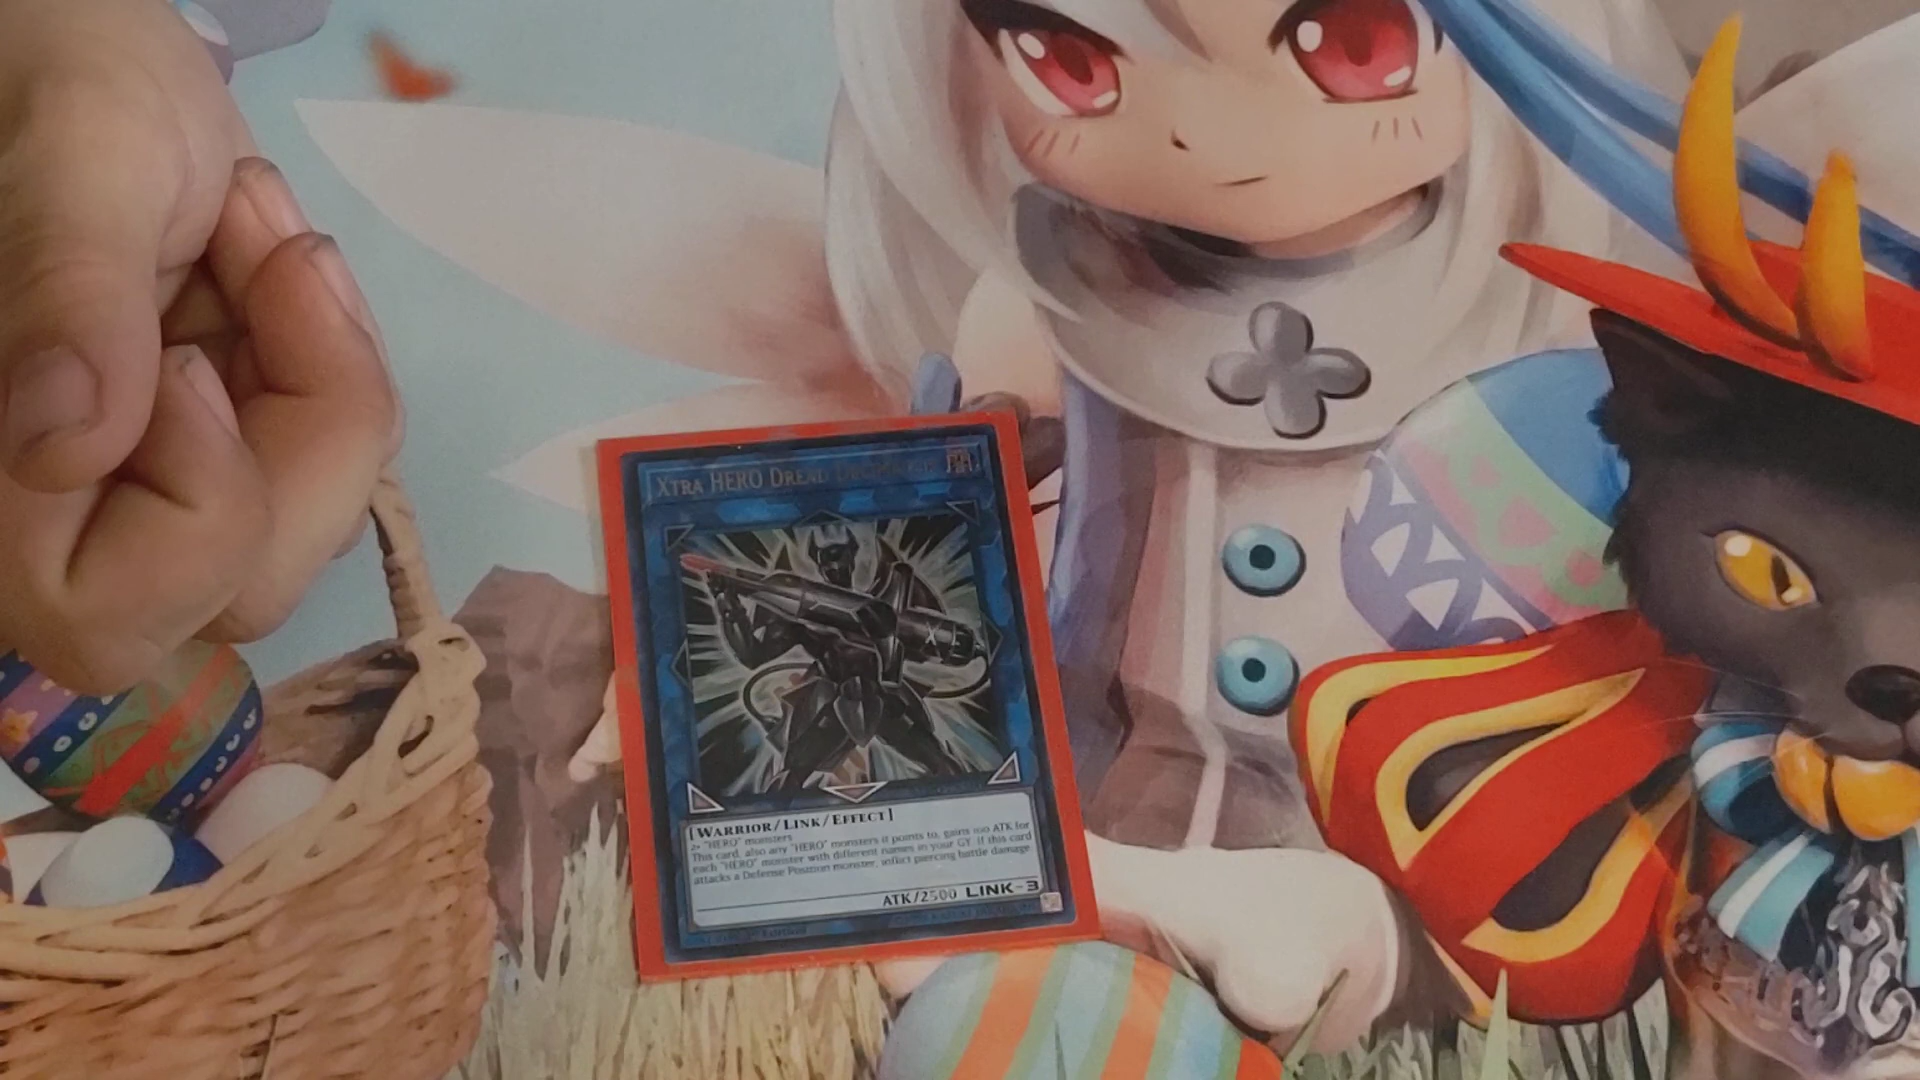 XTRA HERO DREAD DECIMATOR
[WARRIOR/LINK/EFFECT]
2+ "HERO" monsters
This card, also any "HERO" monsters it points to, gains 100 ATK for
each "HERO" monster with different names in your GY. If this card
attacks a Defense Position monster, inflict piercing battle damage.
ATK/2500 LINK-3
1st Edition